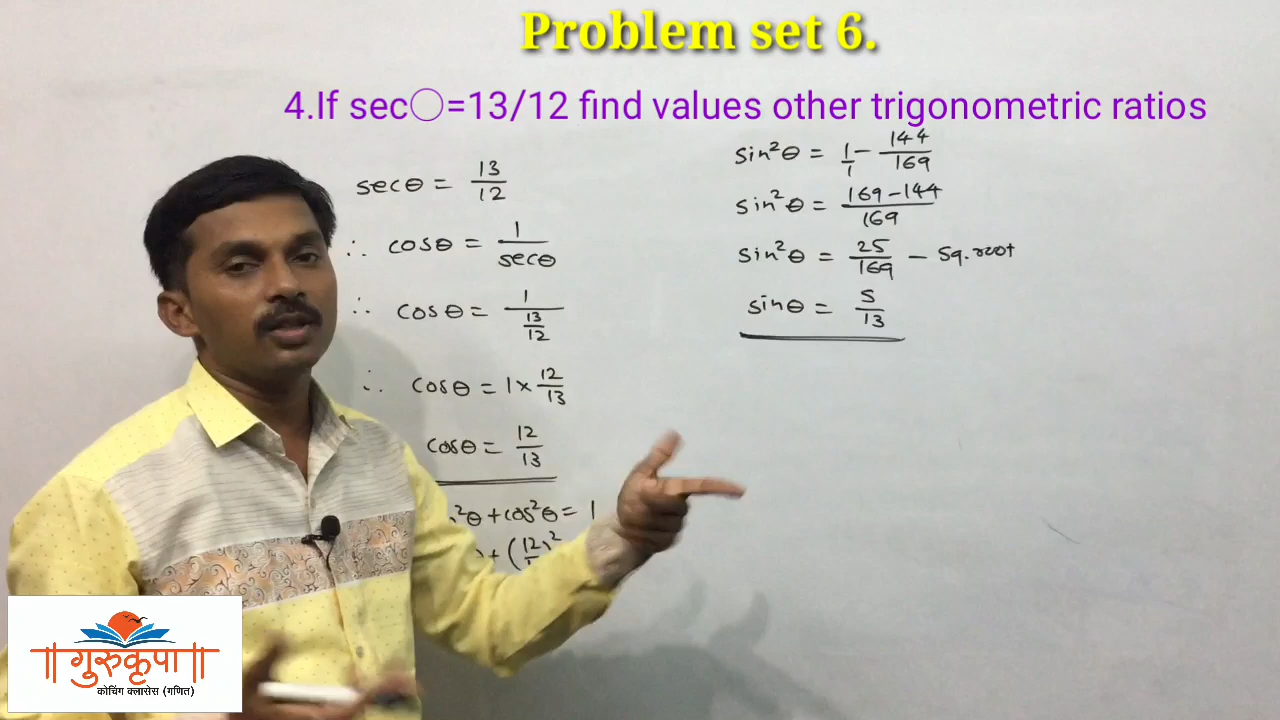 Problem set 6.
4.If sec◯=13/12 find values other trigonometric ratios
secθ = 13/12
∴ cosθ = 1/secθ
∴ cosθ = 1/(13/12)
∴ cosθ = 1 × 12/13
cosθ = 12/13
²θ + cos²θ = 1
+ (12
sin²θ = 1/1 − 144/169
sin²θ = 169−144/169
sin²θ = 25/169 − sq.root
sinθ = 5/13
॥गुरुकृपा॥
कोचिंग क्लासेस (गणित)